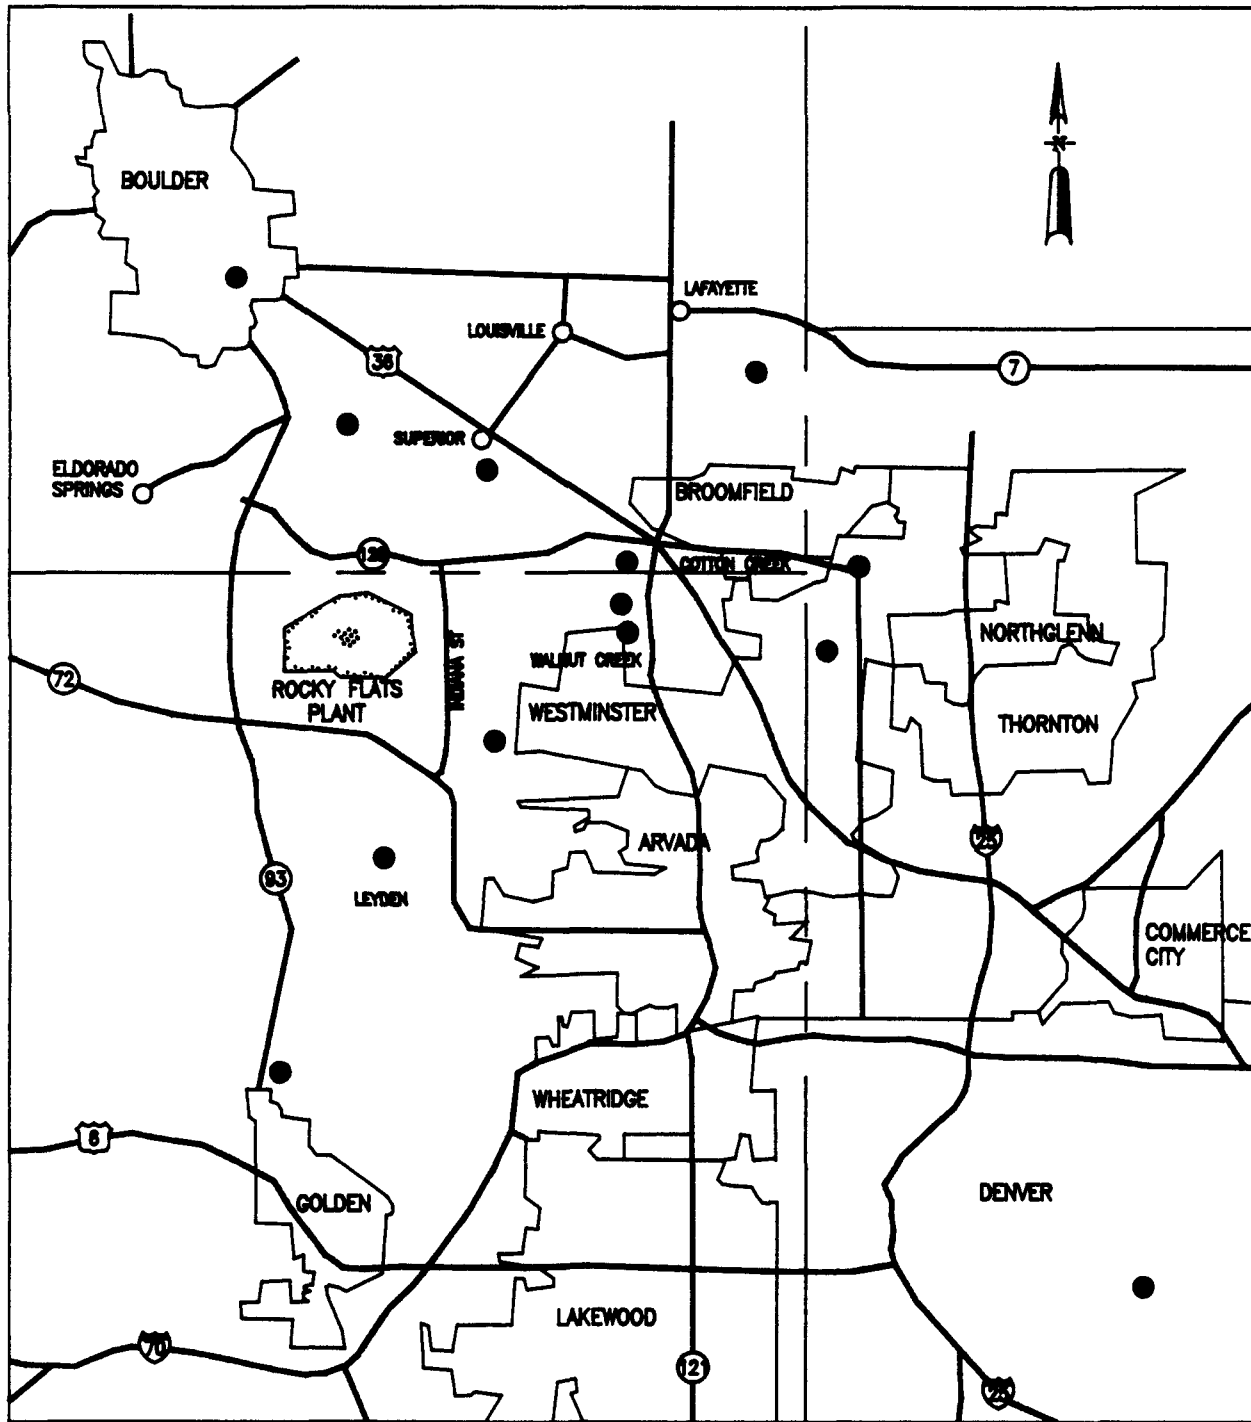 N
BOULDER
LAFAYETTE
LOUISVILLE
36
7
SUPERIOR
ELDORADO
SPRINGS
BROOMFIELD
128
COTTON CREEK
INDIANA ST
NORTHGLENN
WALNUT CREEK
72
ROCKY FLATS
PLANT
WESTMINSTER
THORNTON
25
ARVADA
93
LEYDEN
COMMERCE
CITY
WHEATRIDGE
6
GOLDEN
DENVER
LAKEWOOD
70
121
25